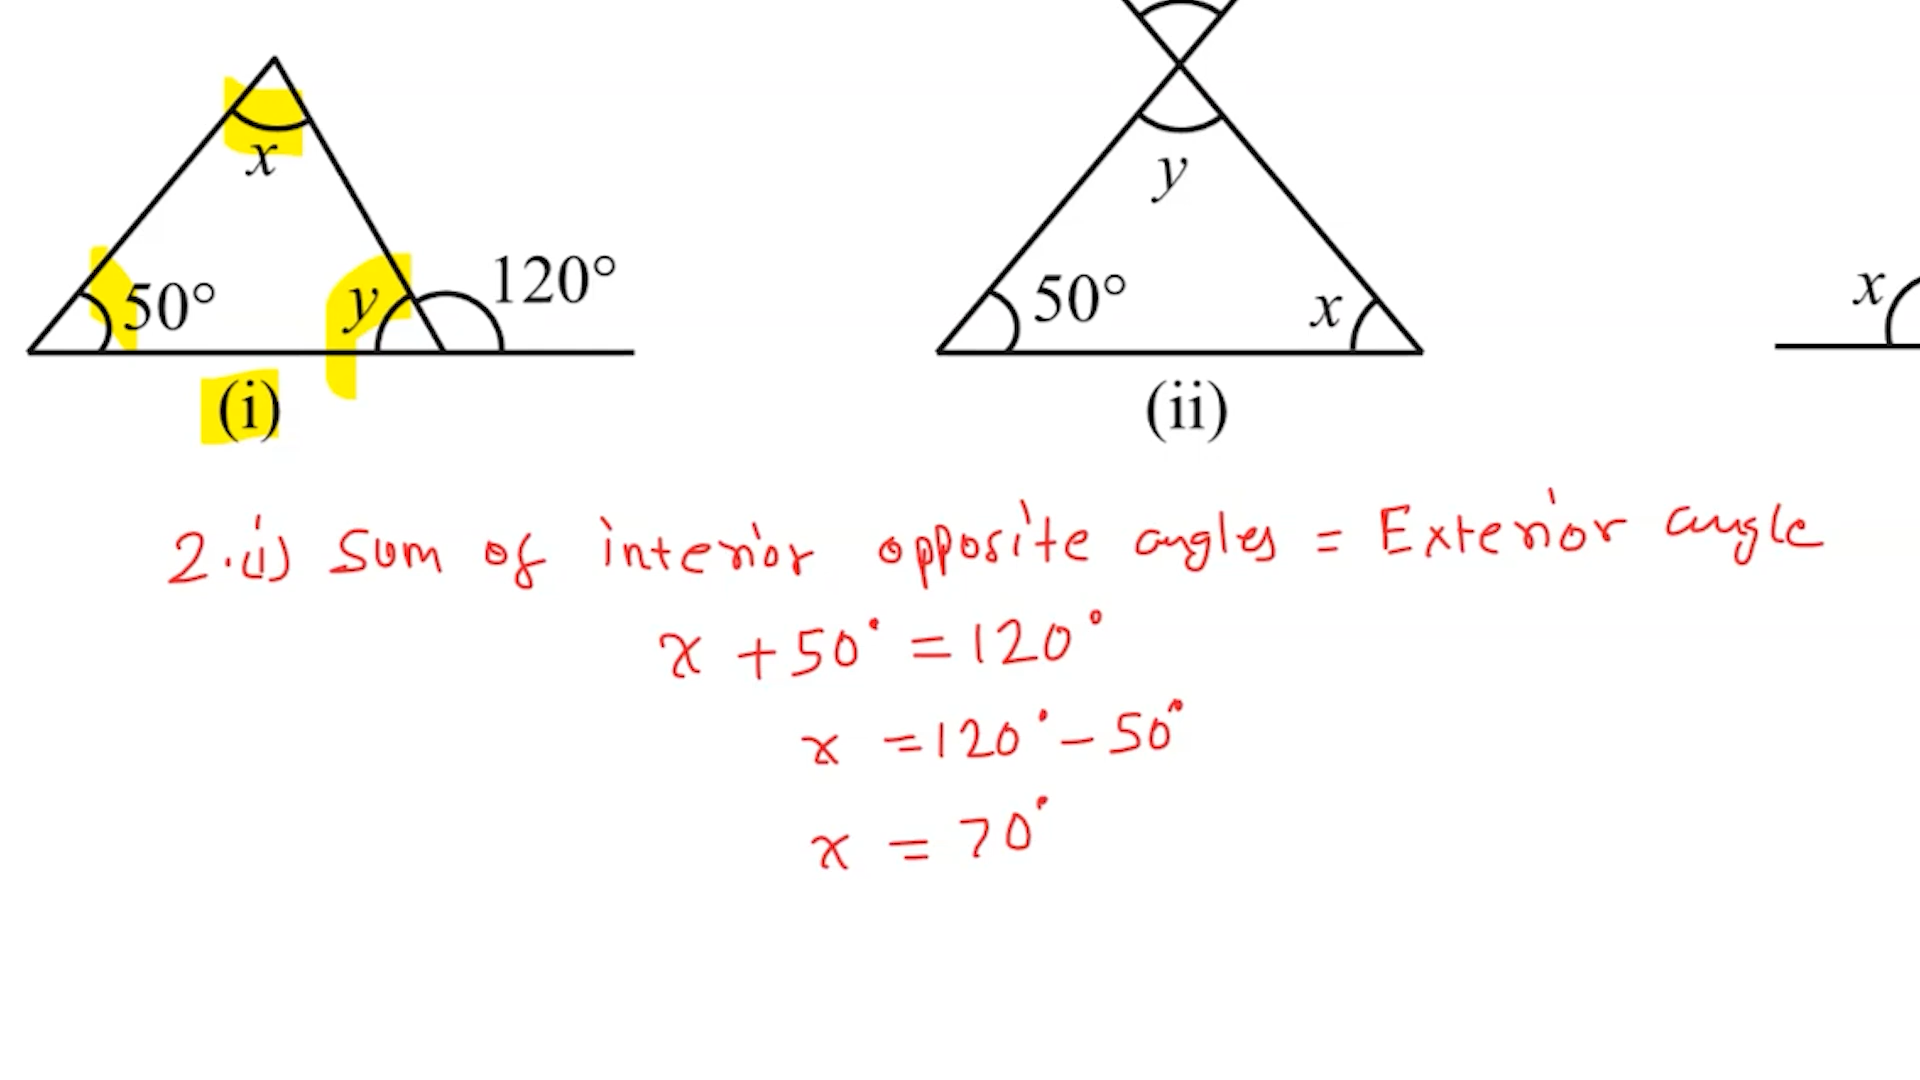 x
50° y 120°
(i)
y
50° x
(ii)
x
2.(i) Sum of interior opposite angles = Exterior angle
x + 50° = 120°
x = 120° - 50°
x = 70°